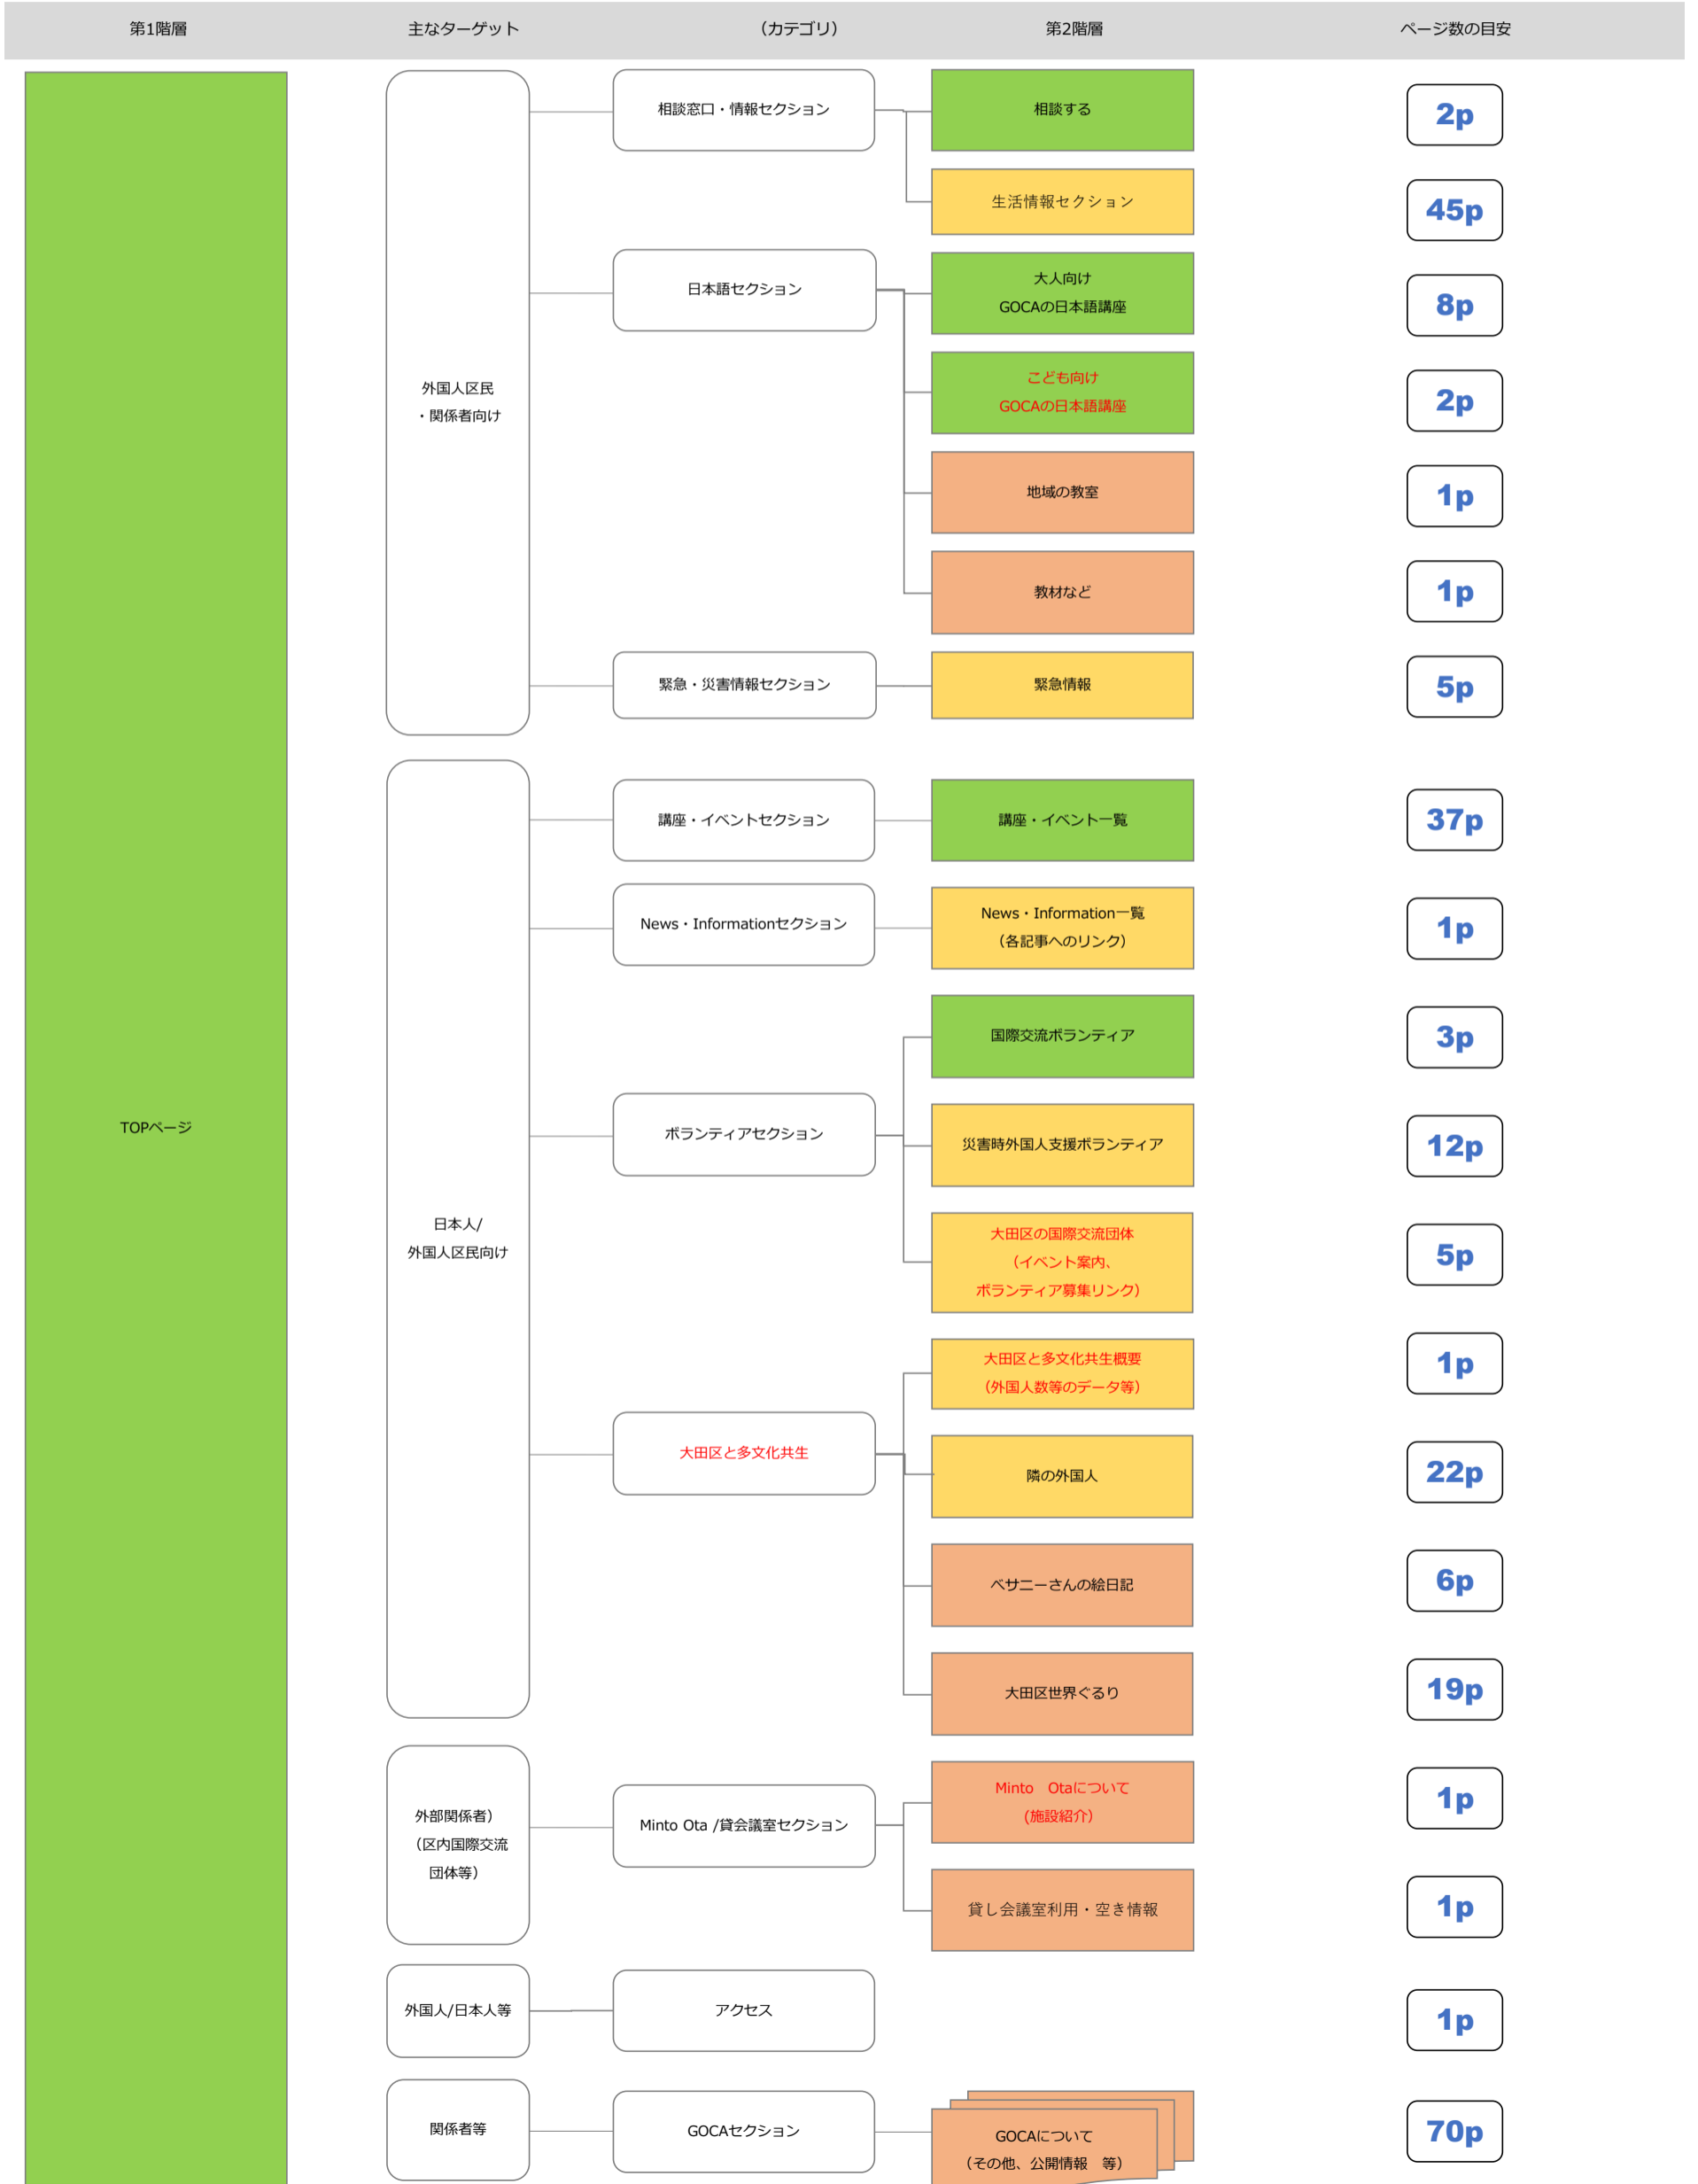 第1階層
主なターゲット
（カテゴリ）
第2階層
ページ数の目安
TOPページ
外国人区民
・関係者向け
相談窓口・情報セクション
相談する
2p
生活情報セクション
45p
日本語セクション
大人向け
GOCAの日本語講座
8p
こども向け
GOCAの日本語講座
2p
地域の教室
1p
教材など
1p
緊急・災害情報セクション
緊急情報
5p
日本人/
外国人区民向け
講座・イベントセクション
講座・イベント一覧
37p
News・Informationセクション
News・Information一覧
（各記事へのリンク）
1p
ボランティアセクション
国際交流ボランティア
3p
災害時外国人支援ボランティア
12p
大田区の国際交流団体
（イベント案内、
ボランティア募集リンク）
5p
大田区と多文化共生
大田区と多文化共生概要
（外国人数等のデータ等）
1p
隣の外国人
22p
ベサニーさんの絵日記
6p
大田区世界ぐるり
19p
外部関係者）
（区内国際交流
団体等）
Minto Ota /貸会議室セクション
Minto　Otaについて
(施設紹介）
1p
貸し会議室利用・空き情報
1p
外国人/日本人等
アクセス
1p
関係者等
GOCAセクション
GOCAについて
（その他、公開情報　等）
70p